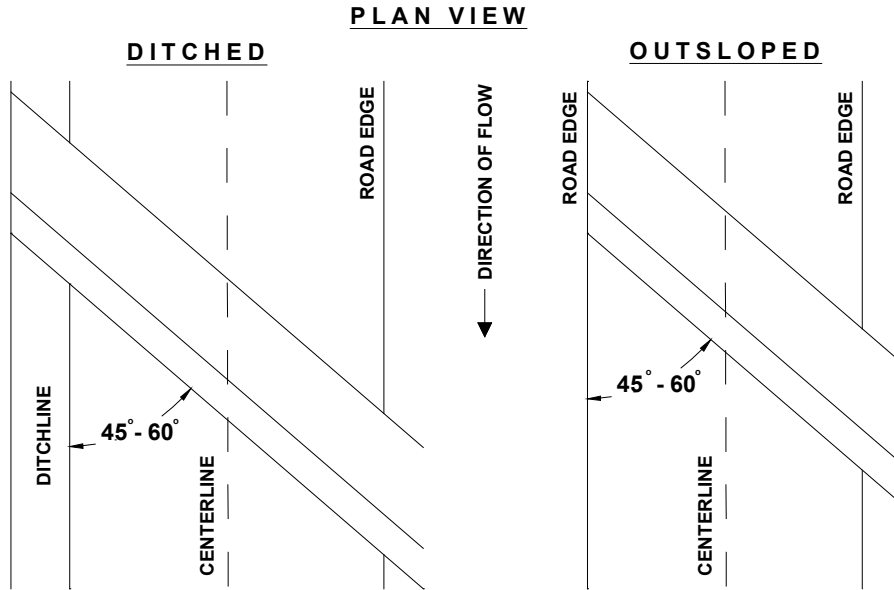 PLAN VIEW
DITCHED
OUTSLOPED
ROAD EDGE
DIRECTION OF FLOW
ROAD EDGE
ROAD EDGE
45° - 60°
45° - 60°
DITCHLINE
CENTERLINE
CENTERLINE